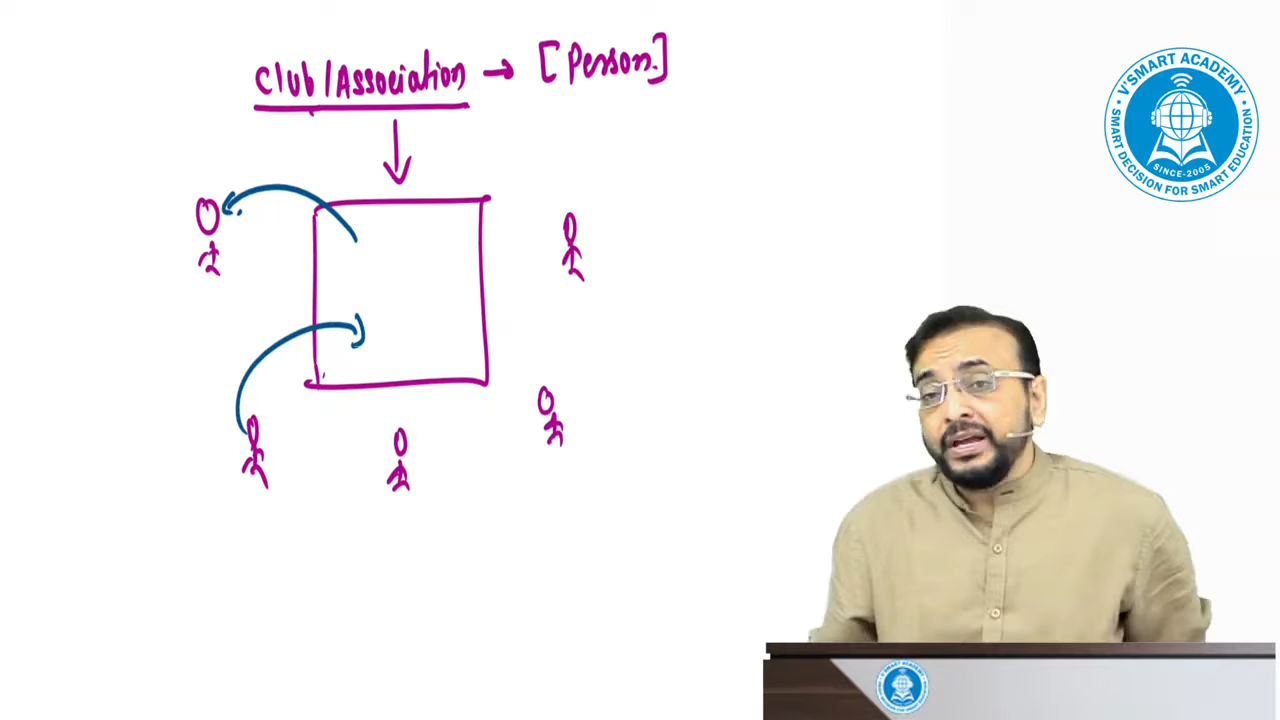 Club/Association → [Person.]
V'SMART ACADEMY
SINCE-2005
SMART DECISION FOR SMART EDUCATION